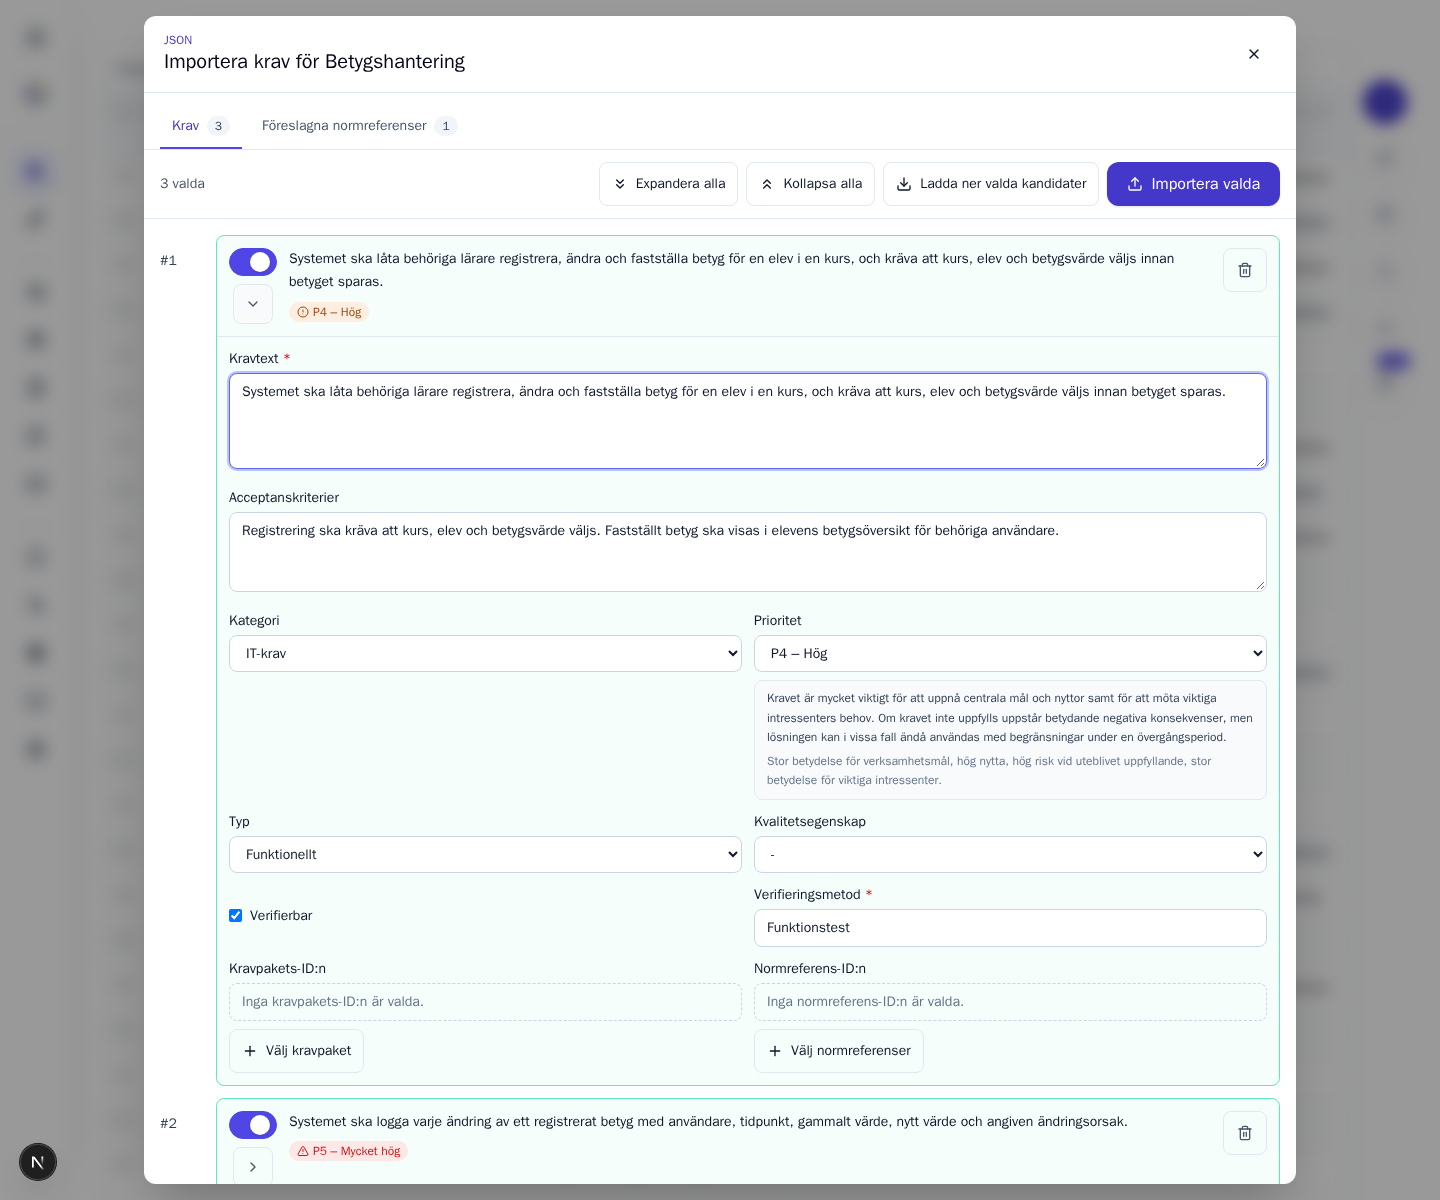 JSON
Importera krav för Betygshantering
Krav 3
Föreslagna normreferenser 1
3 valda
Expandera alla
Kollapsa alla
Ladda ner valda kandidater
Importera valda
#1
Systemet ska låta behöriga lärare registrera, ändra och fastställa betyg för en elev i en kurs, och kräva att kurs, elev och betygsvärde väljs innan
betyget sparas.
P4 – Hög
Kravtext *
Systemet ska låta behöriga lärare registrera, ändra och fastställa betyg för en elev i en kurs, och kräva att kurs, elev och betygsvärde väljs innan betyget sparas.
Acceptanskriterier
Registrering ska kräva att kurs, elev och betygsvärde väljs. Fastställt betyg ska visas i elevens betygsöversikt för behöriga användare.
Kategori
IT-krav
Prioritet
P4 – Hög
Kravet är mycket viktigt för att uppnå centrala mål och nyttor samt för att möta viktiga
intressenters behov. Om kravet inte uppfylls uppstår betydande negativa konsekvenser, men
lösningen kan i vissa fall ändå användas med begränsningar under en övergångsperiod.
Stor betydelse för verksamhetsmål, hög nytta, hög risk vid uteblivet uppfyllande, stor
betydelse för viktiga intressenter.
Typ
Funktionellt
Kvalitetsegenskap
-
Verifierbar
Verifieringsmetod *
Funktionstest
Kravpakets-ID:n
Inga kravpakets-ID:n är valda.
Välj kravpaket
Normreferens-ID:n
Inga normreferens-ID:n är valda.
Välj normreferenser
#2
Systemet ska logga varje ändring av ett registrerat betyg med användare, tidpunkt, gammalt värde, nytt värde och angiven ändringsorsak.
P5 – Mycket hög
N